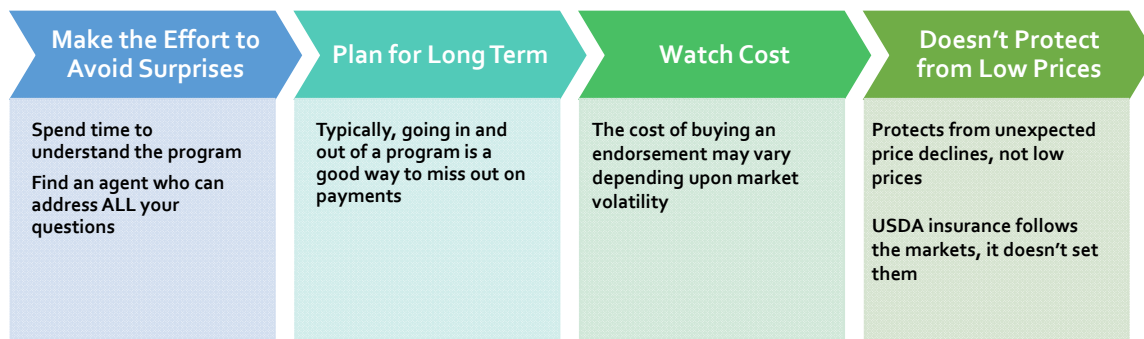 Make the Effort to
Avoid Surprises
Spend time to
understand the program
Find an agent who can
address ALL your
questions
Plan for Long Term
Typically, going in and
out of a program is a
good way to miss out on
payments
Watch Cost
The cost of buying an
endorsement may vary
depending upon market
volatility
Doesn’t Protect
from Low Prices
Protects from unexpected
price declines, not low
prices
USDA insurance follows
the markets, it doesn’t set
them